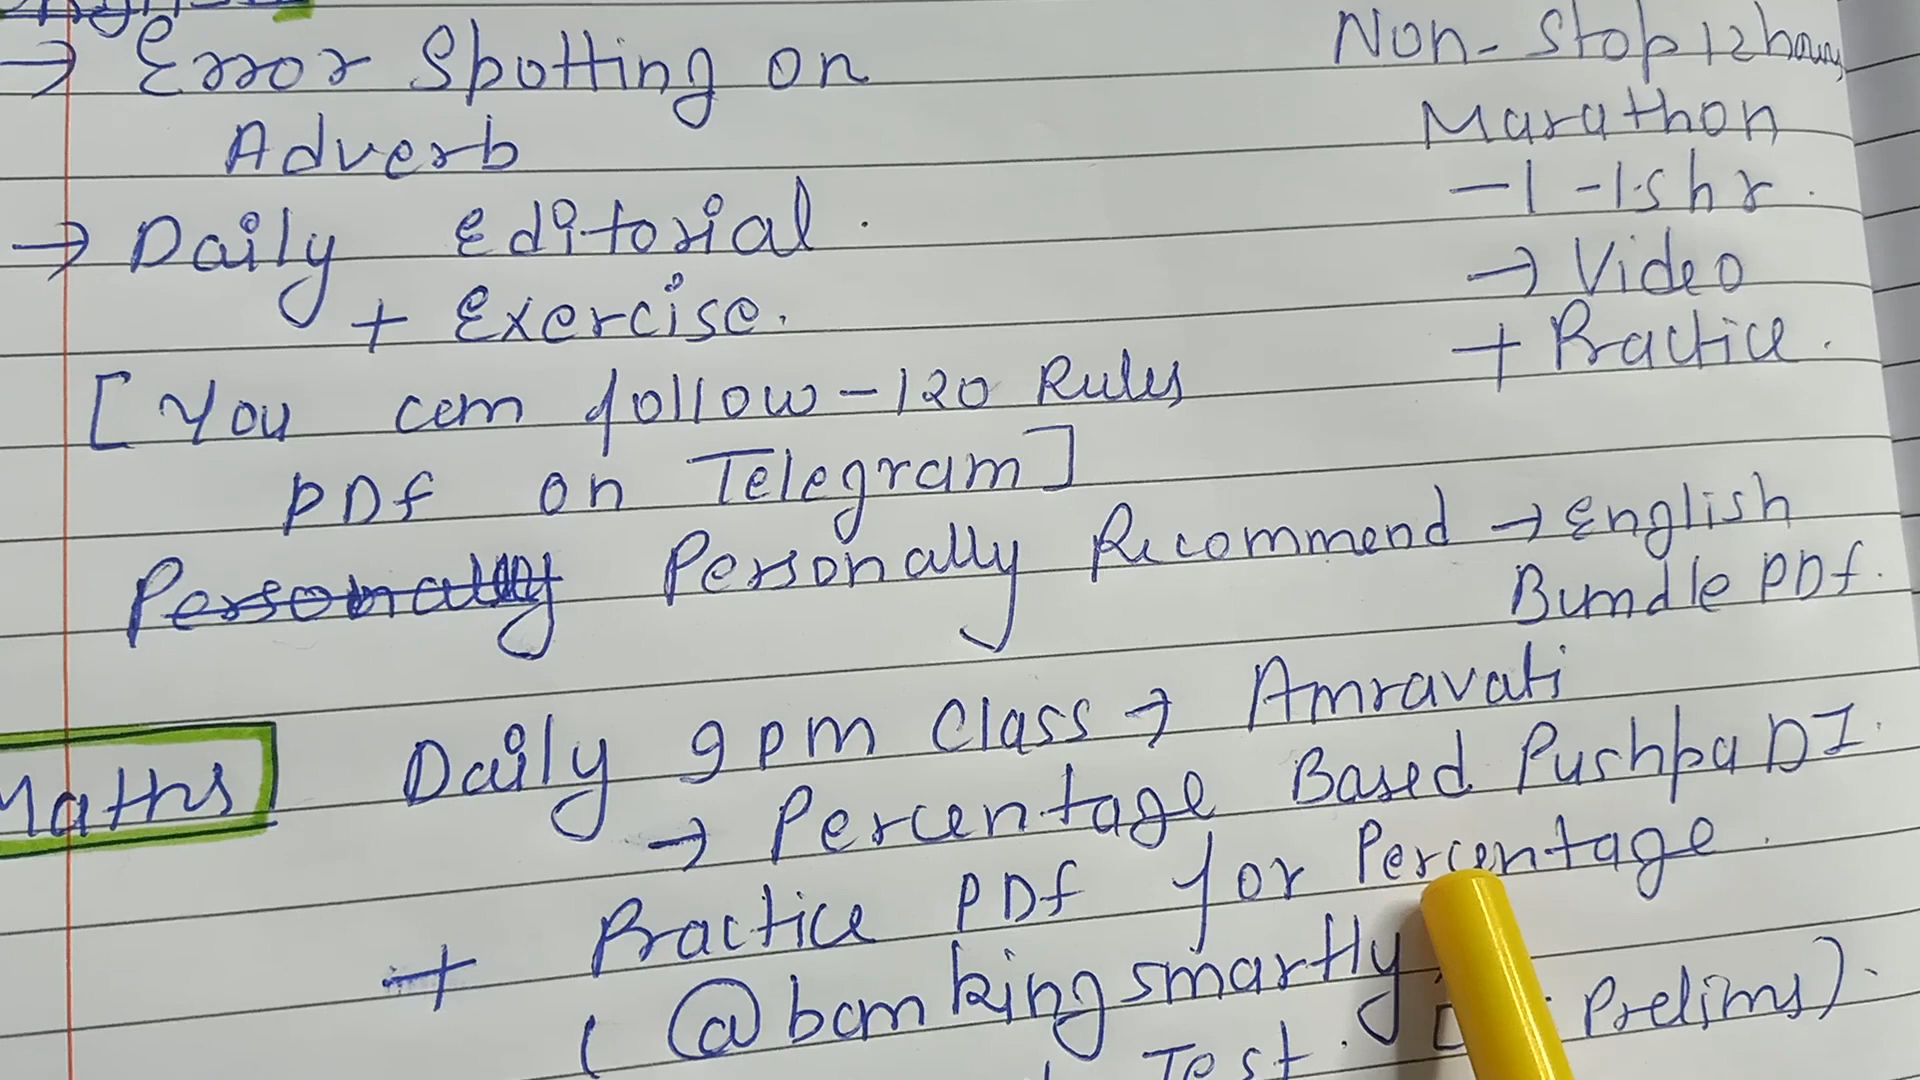 → Error Spotting on
Adverb
→ Daily Editorial.
+ Exercise.
[You can follow - 120 Rules
PDF on Telegram]
Non-Stop 12 hours
Marathon
- 1 - 1.5 hr.
→ Video
+ Practice.
Personally Personally Recommend → English
Bundle PDF.
Maths Daily 9pm Class → Amravati
→ Percentage Based Pushpa DI.
+ Practice PDF for Percentage.
(@bankingsmartly
Test. Prelims).